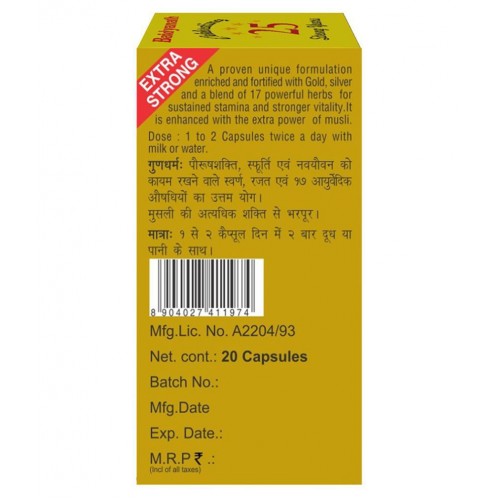 Baidyanath
25
Strong Version
EXTRA
STRONG
A proven unique formulation
enriched and fortified with Gold, silver
and a blend of 17 powerful herbs for
sustained stamina and stronger vitality.It
is enhanced with the extra power of musli.
Dose : 1 to 2 Capsules twice a day with
milk or water.
गुणधर्मः पौरूषशक्ति, स्फूर्ति एवं नवयौवन को
कायम रखने वाले स्वर्ण, रजत एवं १७ आयुर्वेदिक
औषधियों का उत्तम योग।
मुसली की अत्यधिक शक्ति से भरपूर।
मात्राः १ से २ कैप्सूल दिन में २ बार दूध या
पानी के साथ।
8 904027 411974
Mfg.Lic. No. A2204/93
Net. cont.: 20 Capsules
Batch No.:
Mfg.Date
Exp. Date.:
M.R.P ₹ .:
(Incl of all taxes)